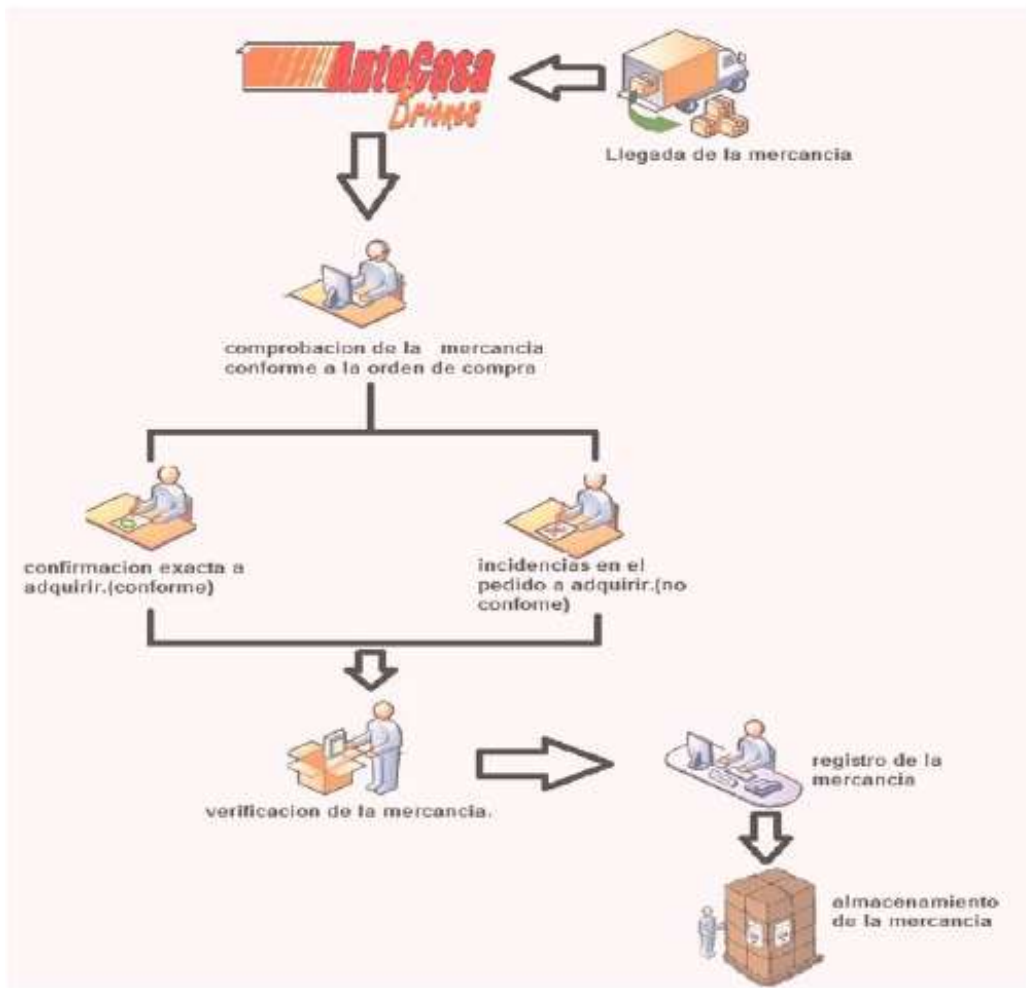 AutoCasa
Briones
Llegada de la mercancia
comprobacion de la mercancia
conforme a la orden de compra
confirmacion exacta a
adquirir.(conforme)
incidencias en el
pedido a adquirir.(no
confome)
verificacion de la mercancia.
registro de la
mercancia
almacenamiento
de la mercancia